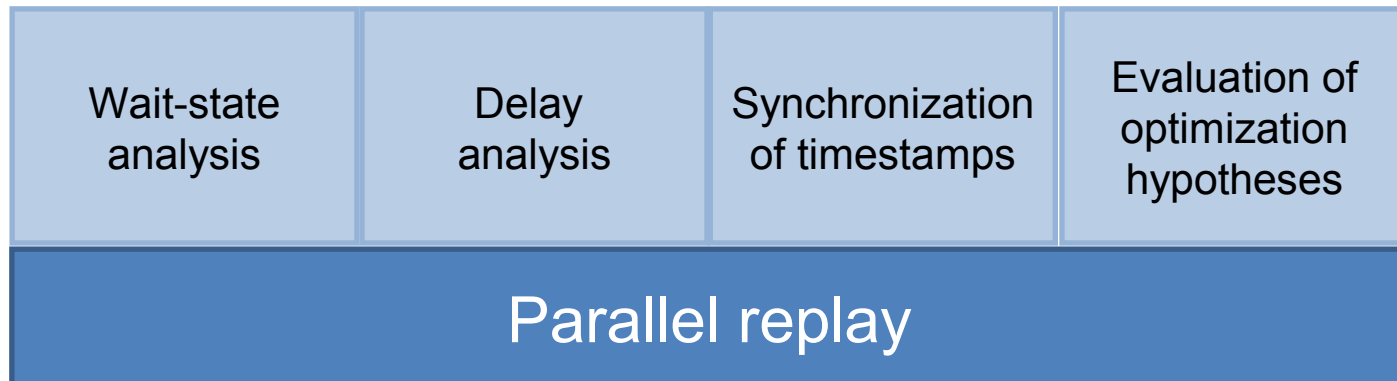 Wait-state
analysis
Delay
analysis
Synchronization
of timestamps
Evaluation of
optimization
hypotheses
Parallel replay